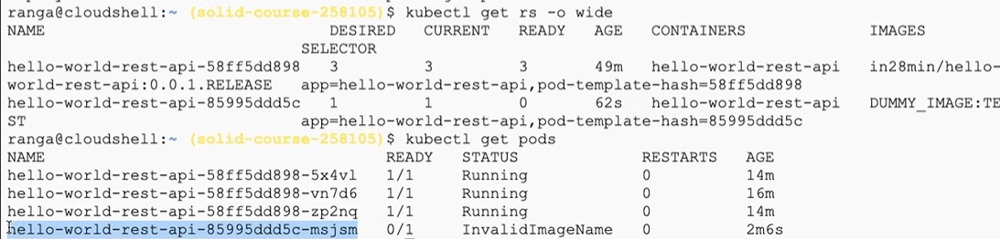 ranga@cloudshell:~ (solid-course-258105)$ kubectl get rs -o wide
NAME DESIRED CURRENT READY AGE CONTAINERS IMAGES
SELECTOR
hello-world-rest-api-58ff5dd898 3 3 3 49m hello-world-rest-api in28min/hello-
world-rest-api:0.0.1.RELEASE app=hello-world-rest-api,pod-template-hash=58ff5dd898
hello-world-rest-api-85995ddd5c 1 1 0 62s hello-world-rest-api DUMMY_IMAGE:TE
ST app=hello-world-rest-api,pod-template-hash=85995ddd5c
ranga@cloudshell:~ (solid-course-258105)$ kubectl get pods
NAME READY STATUS RESTARTS AGE
hello-world-rest-api-58ff5dd898-5x4vl 1/1 Running 0 14m
hello-world-rest-api-58ff5dd898-vn7d6 1/1 Running 0 16m
hello-world-rest-api-58ff5dd898-zp2nq 1/1 Running 0 14m
hello-world-rest-api-85995ddd5c-msjsm 0/1 InvalidImageName 0 2m6s